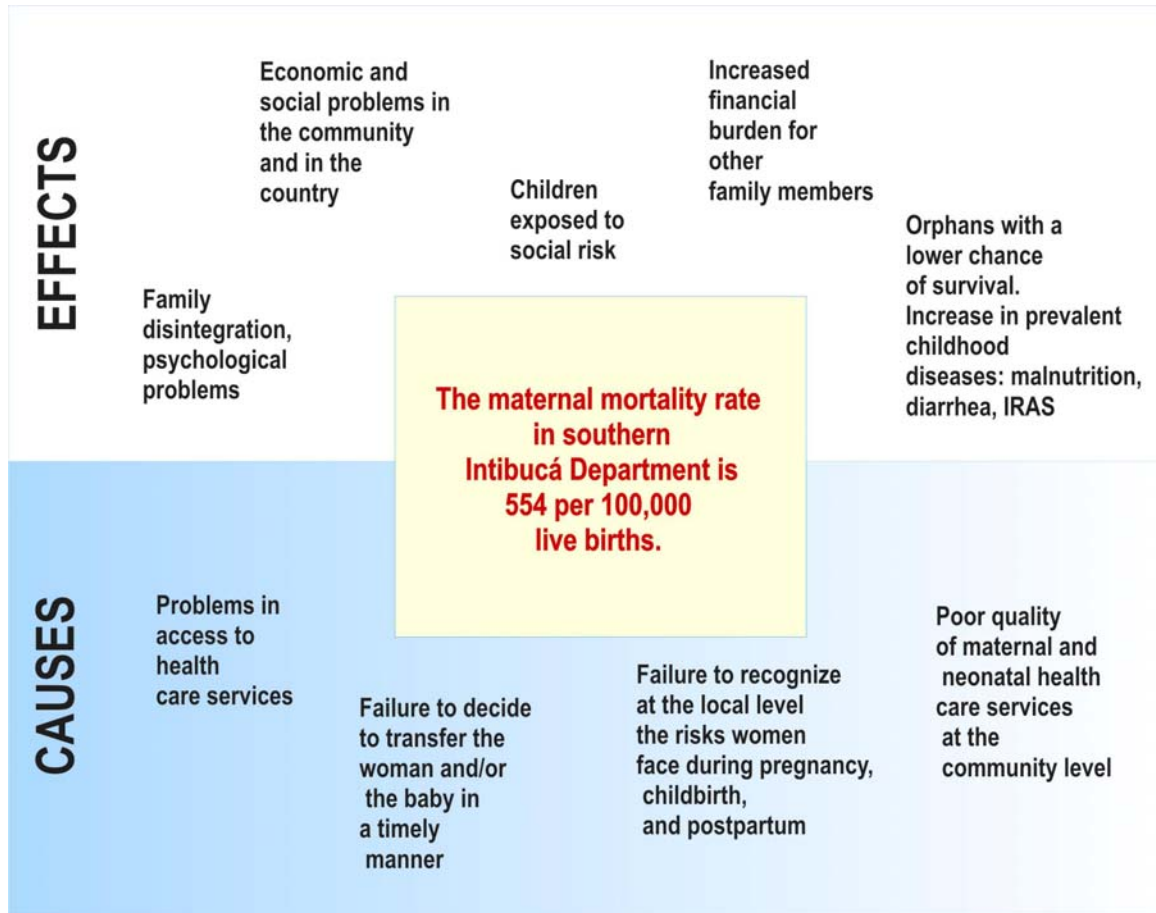 EFFECTS
Economic and
social problems in
the community
and in the
country
Increased
financial
burden for
other
family members
Children
exposed to
social risk
Orphans with a
lower chance
of survival.
Increase in prevalent
childhood
diseases: malnutrition,
diarrhea, IRAS
Family
disintegration,
psychological
problems
The maternal mortality rate
in southern
Intibucá Department is
554 per 100,000
live births.
CAUSES
Problems in
access to
health
care services
Failure to decide
to transfer the
woman and/or
the baby in
a timely
manner
Failure to recognize
at the local level
the risks women
face during pregnancy,
childbirth,
and postpartum
Poor quality
of maternal and
neonatal health
care services
at the
community level